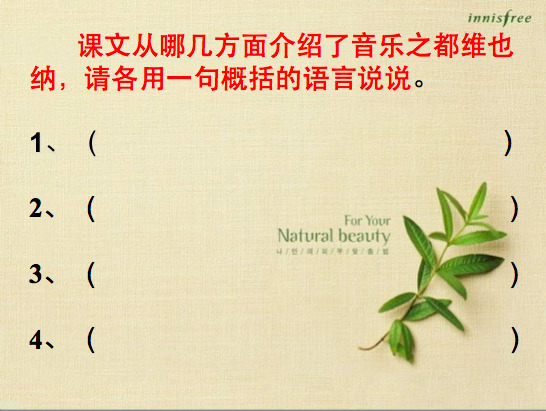 innisfree
课文从哪几方面介绍了音乐之都维也
纳，请各用一句概括的语言说说。
1、（ ）
2、（ ）
For Your
Natural beauty
3、（ ）
4、（ ）